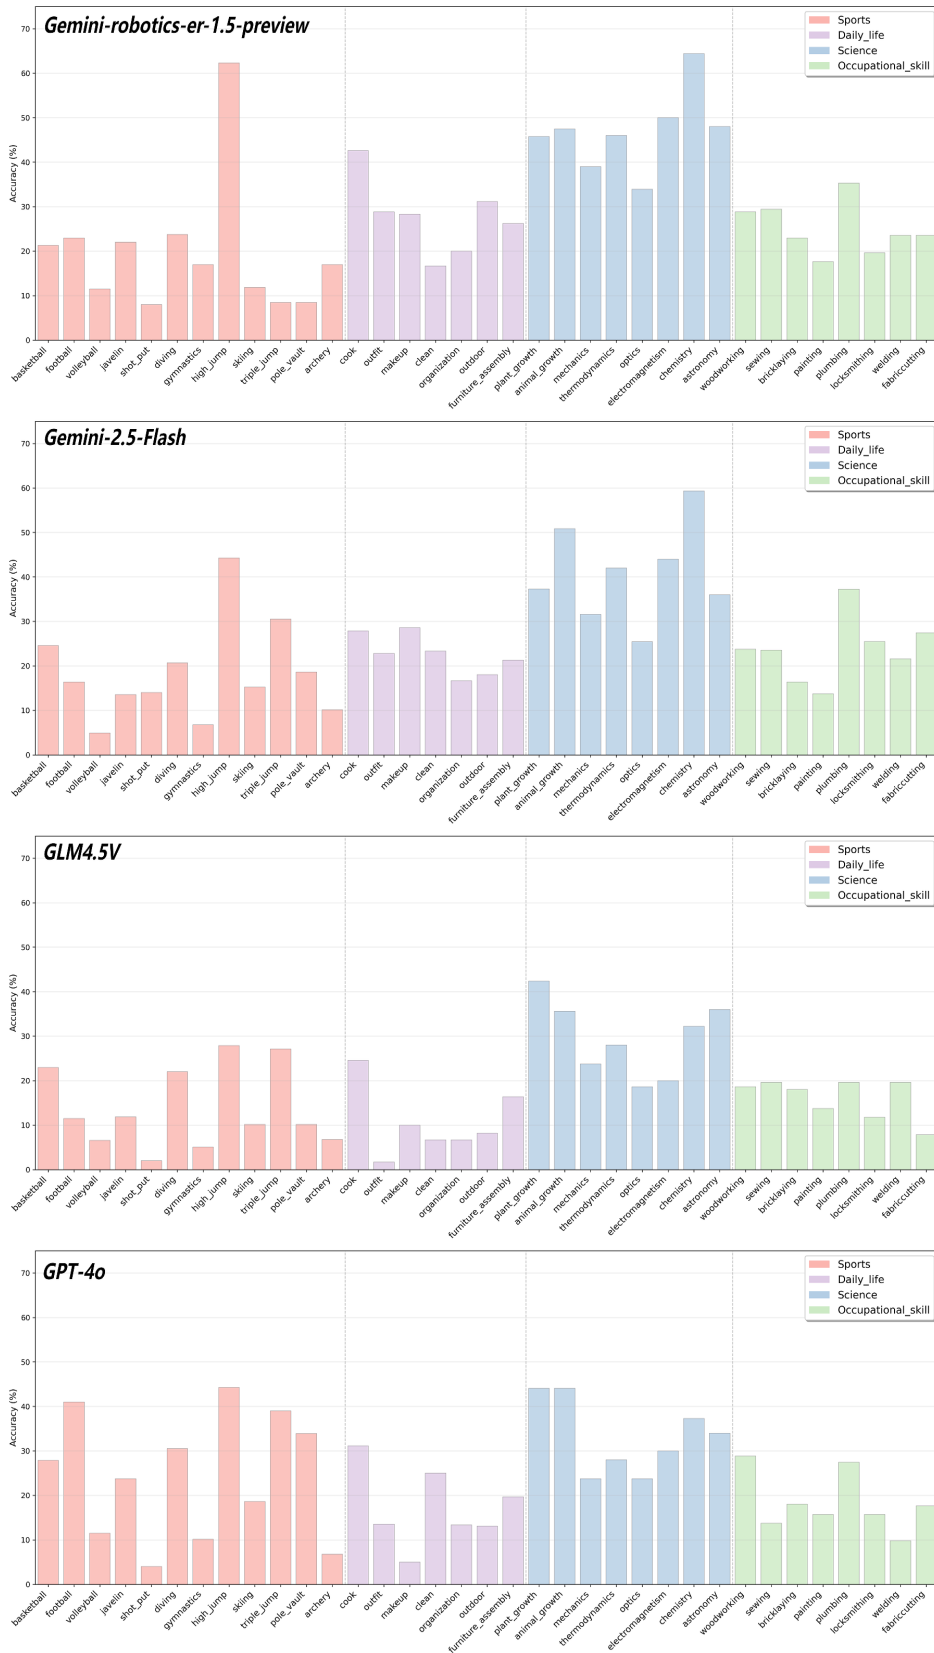 Gemini-robotics-er-1.5-preview
Sports
Daily_life
Science
Occupational_skill
Accuracy (%)
70
60
50
40
30
20
10
0
basketball
football
volleyball
javelin
shot_put
diving
gymnastics
high_jump
skiing
triple_jump
pole_vault
archery
cook
outfit
makeup
clean
organization
outdoor
furniture_assembly
plant_growth
animal_growth
mechanics
thermodynamics
optics
electromagnetism
chemistry
astronomy
woodworking
sewing
bricklaying
painting
plumbing
locksmithing
welding
fabriccutting
Gemini-2.5-Flash
Sports
Daily_life
Science
Occupational_skill
Accuracy (%)
70
60
50
40
30
20
10
0
basketball
football
volleyball
javelin
shot_put
diving
gymnastics
high_jump
skiing
triple_jump
pole_vault
archery
cook
outfit
makeup
clean
organization
outdoor
furniture_assembly
plant_growth
animal_growth
mechanics
thermodynamics
optics
electromagnetism
chemistry
astronomy
woodworking
sewing
bricklaying
painting
plumbing
locksmithing
welding
fabriccutting
GLM4.5V
Sports
Daily_life
Science
Occupational_skill
Accuracy (%)
70
60
50
40
30
20
10
0
basketball
football
volleyball
javelin
shot_put
diving
gymnastics
high_jump
skiing
triple_jump
pole_vault
archery
cook
outfit
makeup
clean
organization
outdoor
furniture_assembly
plant_growth
animal_growth
mechanics
thermodynamics
optics
electromagnetism
chemistry
astronomy
woodworking
sewing
bricklaying
painting
plumbing
locksmithing
welding
fabriccutting
GPT-4o
Sports
Daily_life
Science
Occupational_skill
Accuracy (%)
70
60
50
40
30
20
10
0
basketball
football
volleyball
javelin
shot_put
diving
gymnastics
high_jump
skiing
triple_jump
pole_vault
archery
cook
outfit
makeup
clean
organization
outdoor
furniture_assembly
plant_growth
animal_growth
mechanics
thermodynamics
optics
electromagnetism
chemistry
astronomy
woodworking
sewing
bricklaying
painting
plumbing
locksmithing
welding
fabriccutting